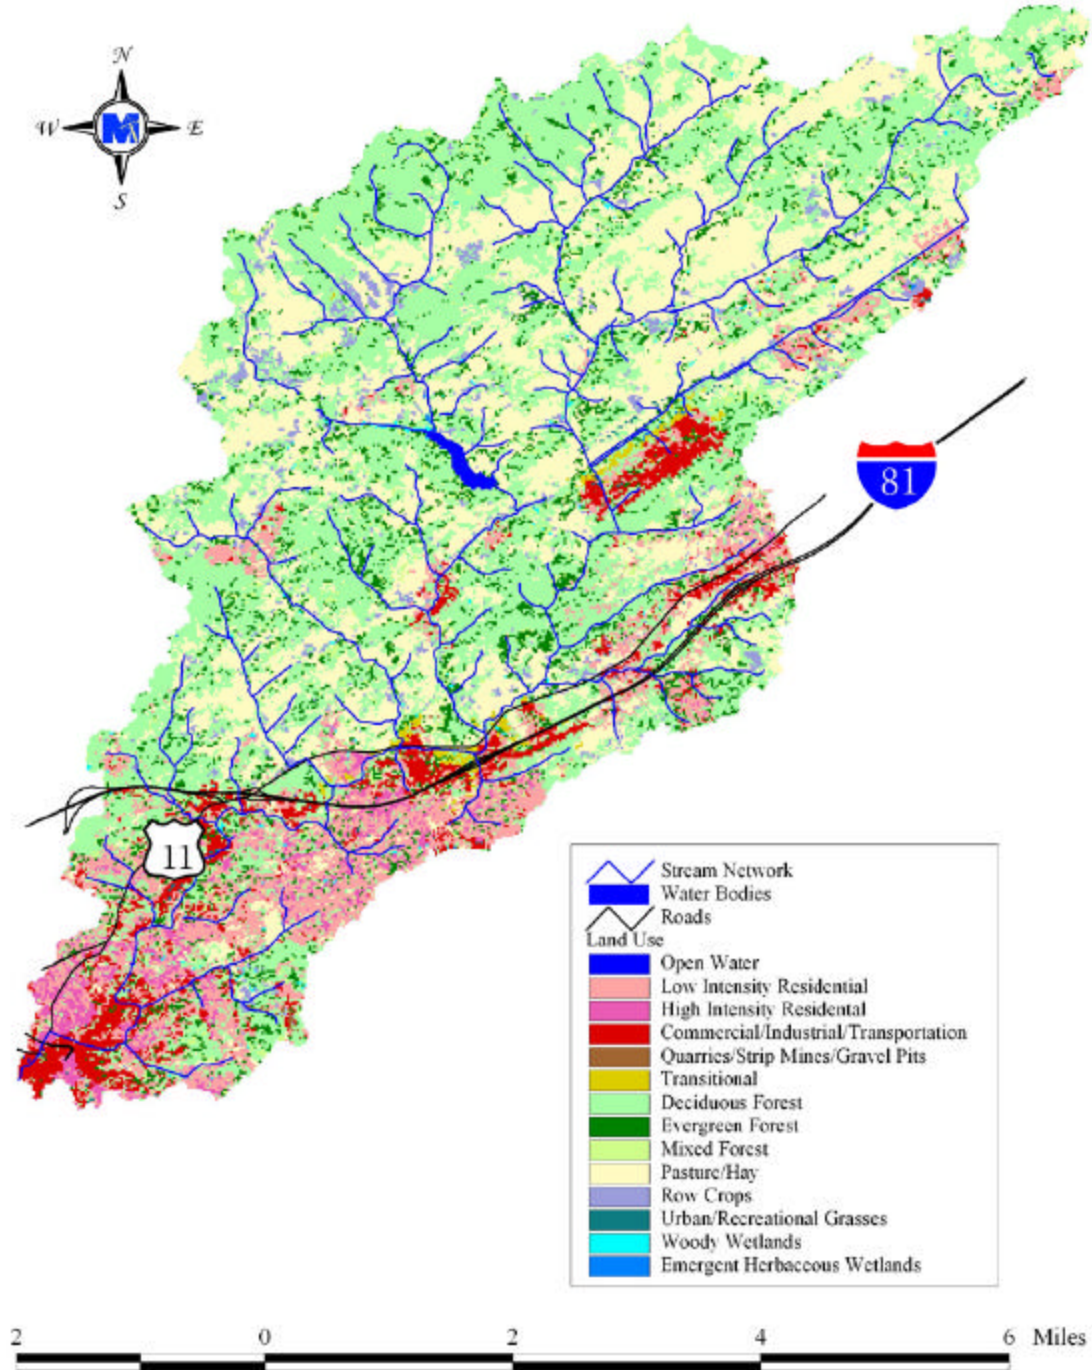 N
W E
S
81
11
Stream Network
Water Bodies
Roads
Land Use
Open Water
Low Intensity Residential
High Intensity Residental
Commercial/Industrial/Transportation
Quarries/Strip Mines/Gravel Pits
Transitional
Deciduous Forest
Evergreen Forest
Mixed Forest
Pasture/Hay
Row Crops
Urban/Recreational Grasses
Woody Wetlands
Emergent Herbaceous Wetlands
2 0 2 4 6 Miles